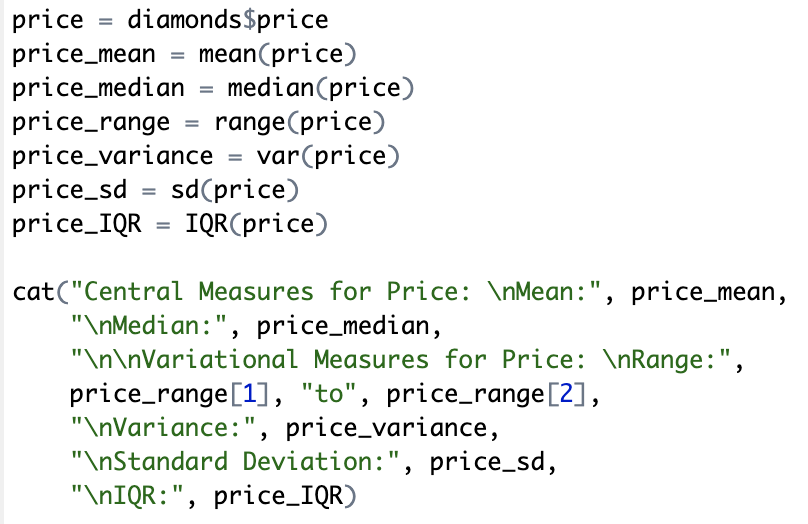 price = diamonds$price
price_mean = mean(price)
price_median = median(price)
price_range = range(price)
price_variance = var(price)
price_sd = sd(price)
price_IQR = IQR(price)

cat("Central Measures for Price: \nMean:", price_mean,
    "\nMedian:", price_median,
    "\n\nVariational Measures for Price: \nRange:",
    price_range[1], "to", price_range[2],
    "\nVariance:", price_variance,
    "\nStandard Deviation:", price_sd,
    "\nIQR:", price_IQR)